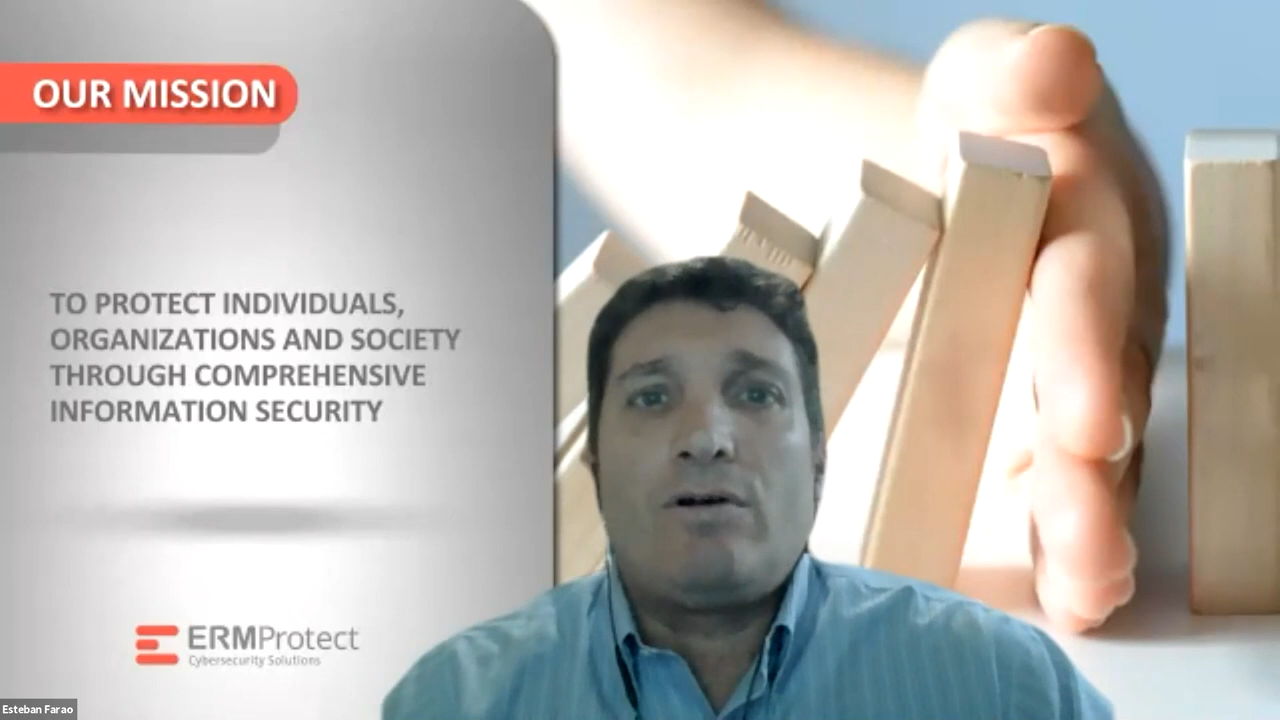 OUR MISSION
TO PROTECT INDIVIDUALS,
ORGANIZATIONS AND SOCIETY
THROUGH COMPREHENSIVE
INFORMATION SECURITY
ERMProtect
Cybersecurity Solutions
Esteban Farao